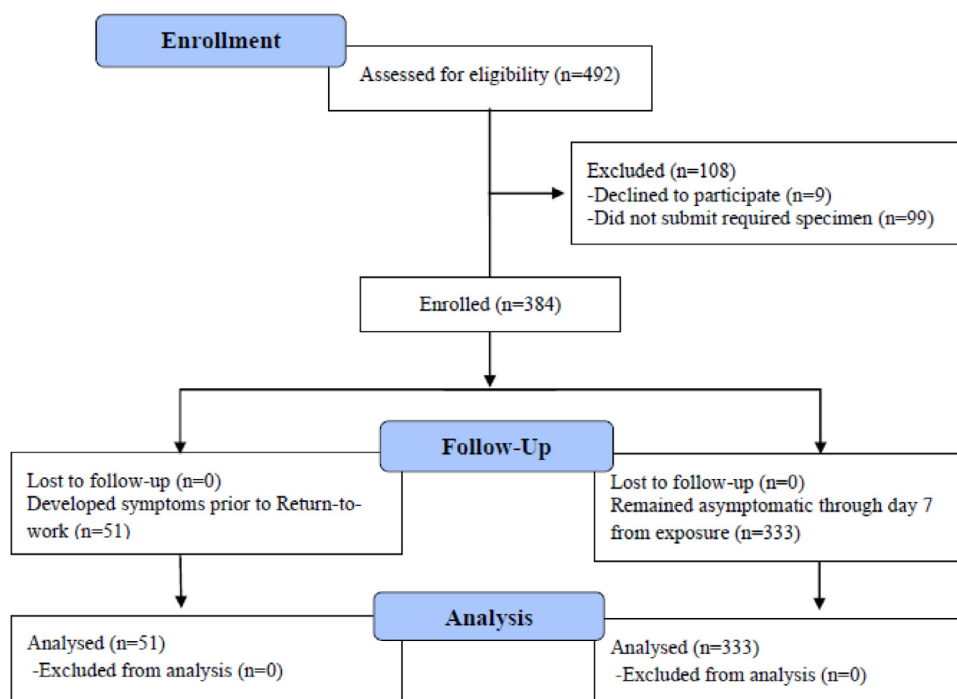 Enrollment
Assessed for eligibility (n=492)
Excluded (n=108)
-Declined to participate (n=9)
-Did not submit required specimen (n=99)
Enrolled (n=384)
Follow-Up
Lost to follow-up (n=0)
Developed symptoms prior to Return-to-
work (n=51)
Lost to follow-up (n=0)
Remained asymptomatic through day 7
from exposure (n=333)
Analysis
Analysed (n=51)
-Excluded from analysis (n=0)
Analysed (n=333)
-Excluded from analysis (n=0)